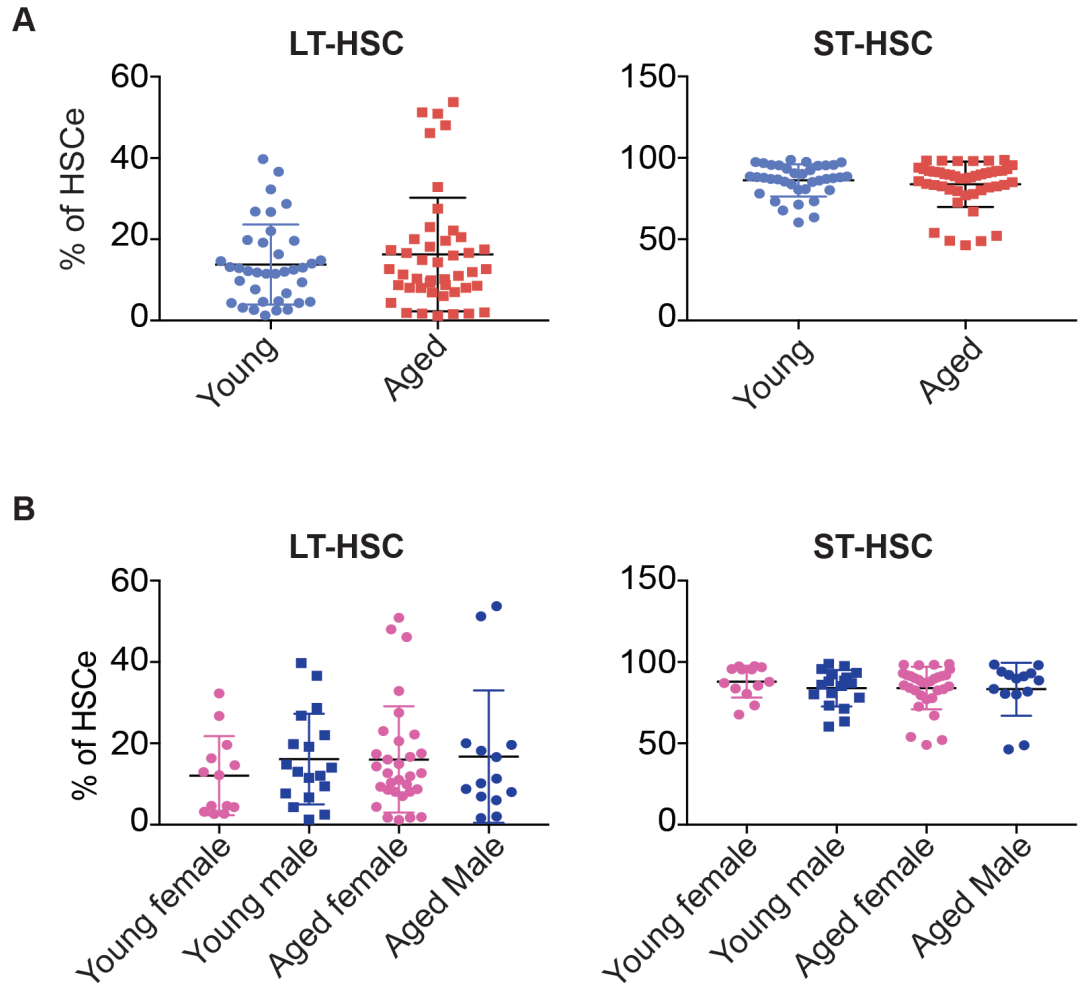 A
LT-HSC
ST-HSC
% of HSCe
60
40
20
0
Young
Aged
150
100
50
0
Young
Aged
B
LT-HSC
ST-HSC
% of HSCe
60
40
20
0
Young female
Young male
Aged female
Aged Male
150
100
50
0
Young female
Young male
Aged female
Aged Male